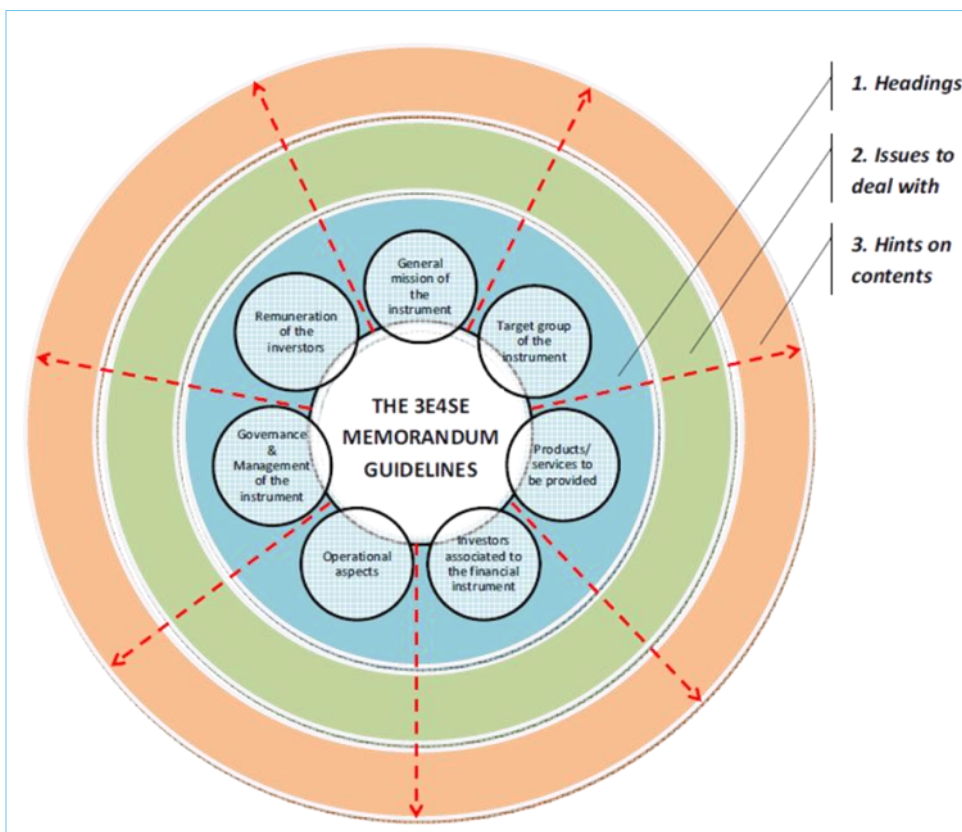 1. Headings
2. Issues to
deal with
3. Hints on
contents
General
mission of
the
instrument
Target group
of the
instrument
Products/
services to
be provided
Investors
associated to
the financial
instrument
Operational
aspects
Governance
&
Management
of the
instrument
Remuneration
of the
inverstors
THE 3E4SE
MEMORANDUM
GUIDELINES